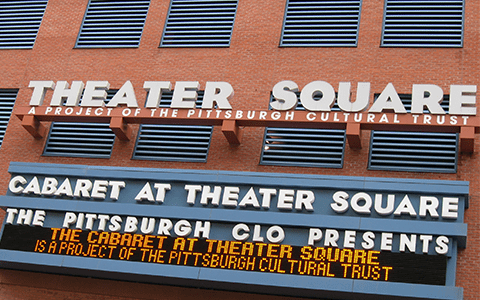 THEATER SQUARE
A PROJECT OF THE PITTSBURGH CULTURAL TRUST
CABARET AT THEATER SQUARE
THE PITTSBURGH CLO PRESENTS
THE CABARET AT THEATER SQUARE
IS A PROJECT OF THE PITTSBURGH CULTURAL TRUST